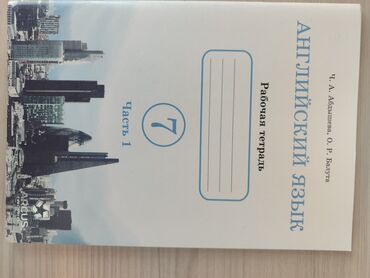 Ч. А. Абдышева, О. Р. Балута
АНГЛИЙСКИЙ ЯЗЫК
Рабочая тетрадь
7
Часть 1
ARCUS